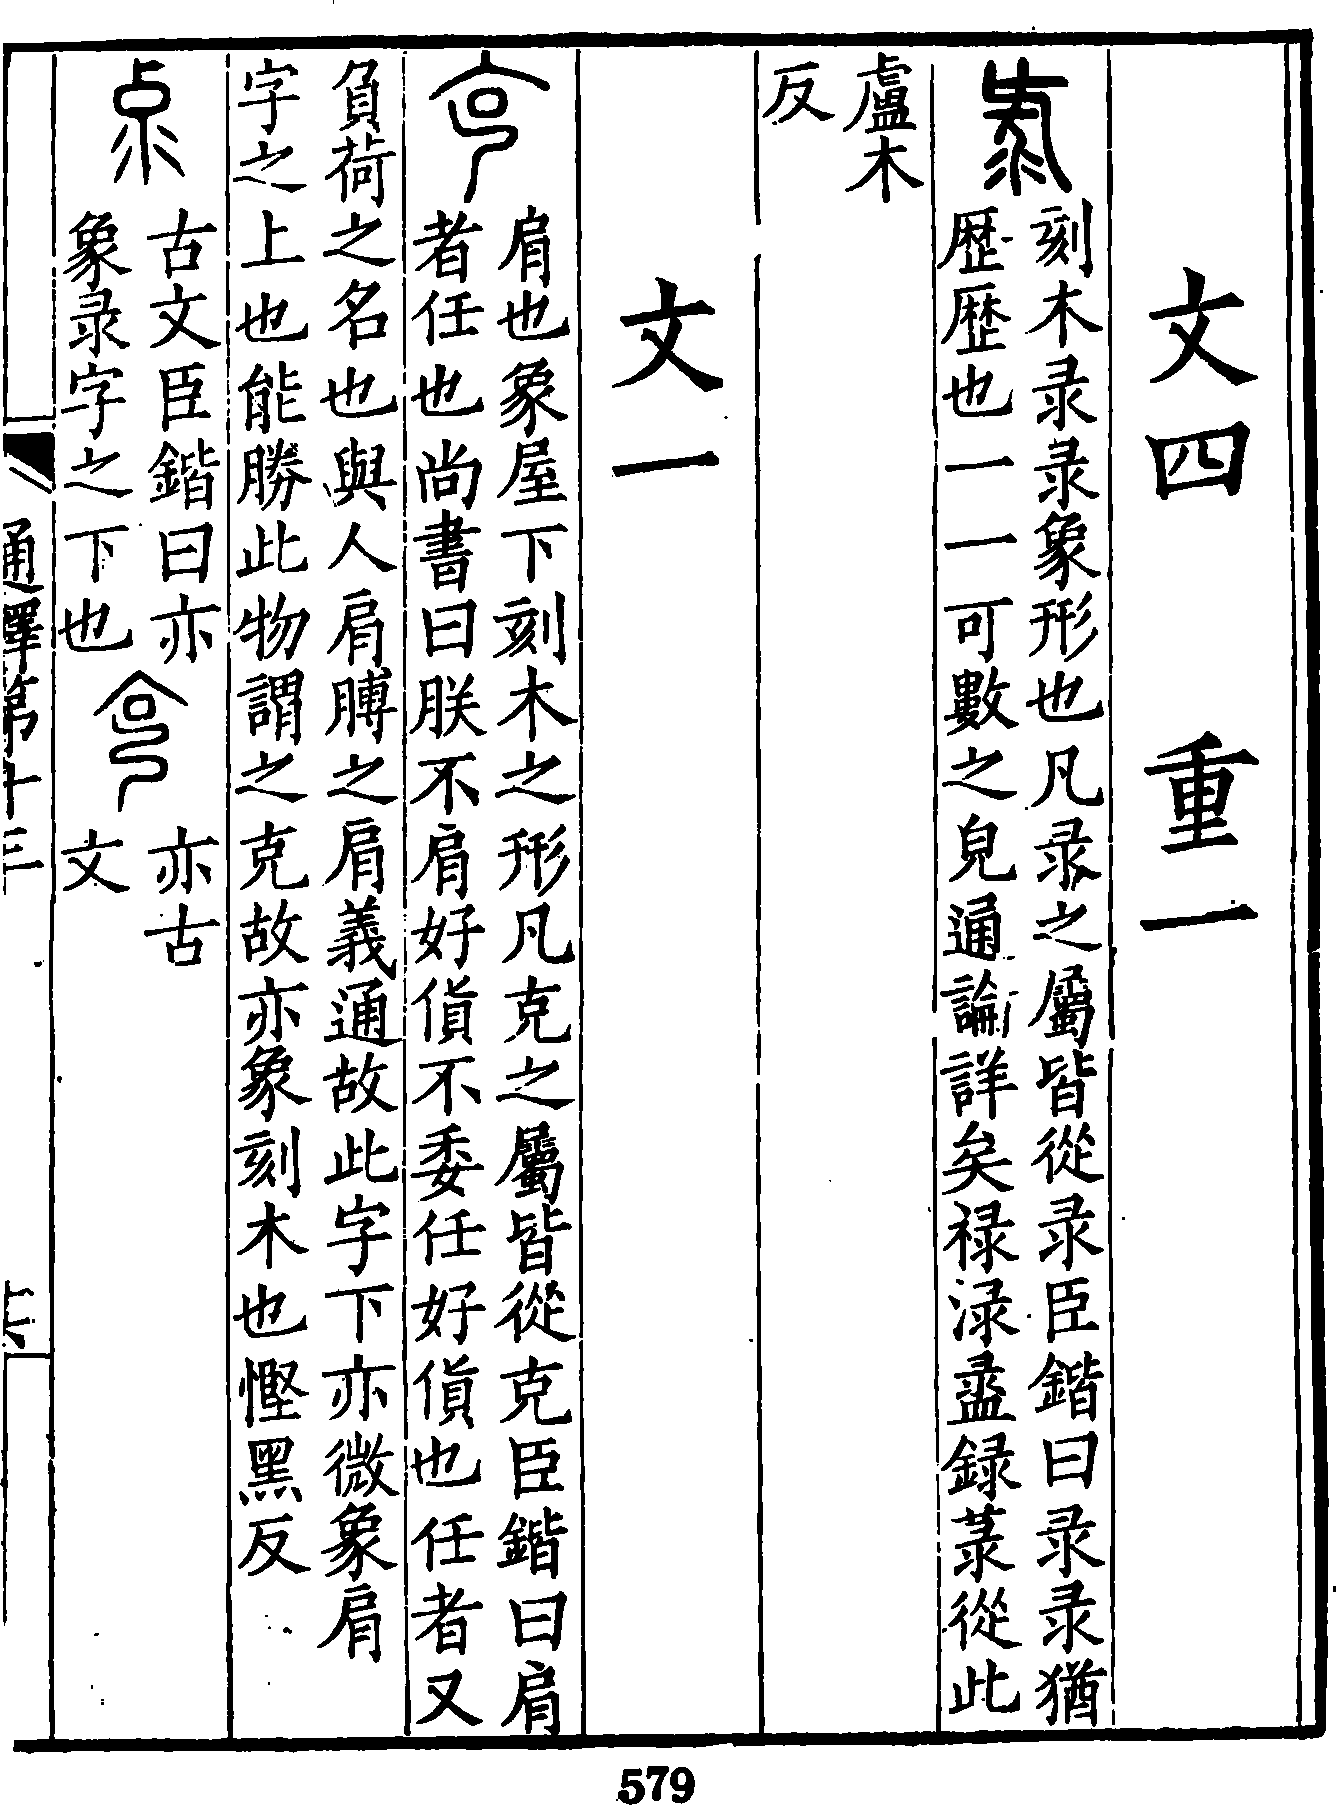 文四　重一
刻木录录象形也凡录之屬皆從录臣鍇曰录录猶
歴歴也一一可數之皃通論詳矣禄渌盝録菉從此
盧木
反
文一
肩也象屋下刻木之形凡克之屬皆從克臣鍇曰肩
者任也尚書曰朕不肩好貨不委任好貨也任者又
負荷之名也與人肩膊之肩義通故此字下亦微象肩
字之上也能勝此物謂之克故亦象刻木也慳黑反
古文臣鍇曰亦
象录字之下也
亦古
文
通釋第十三
579